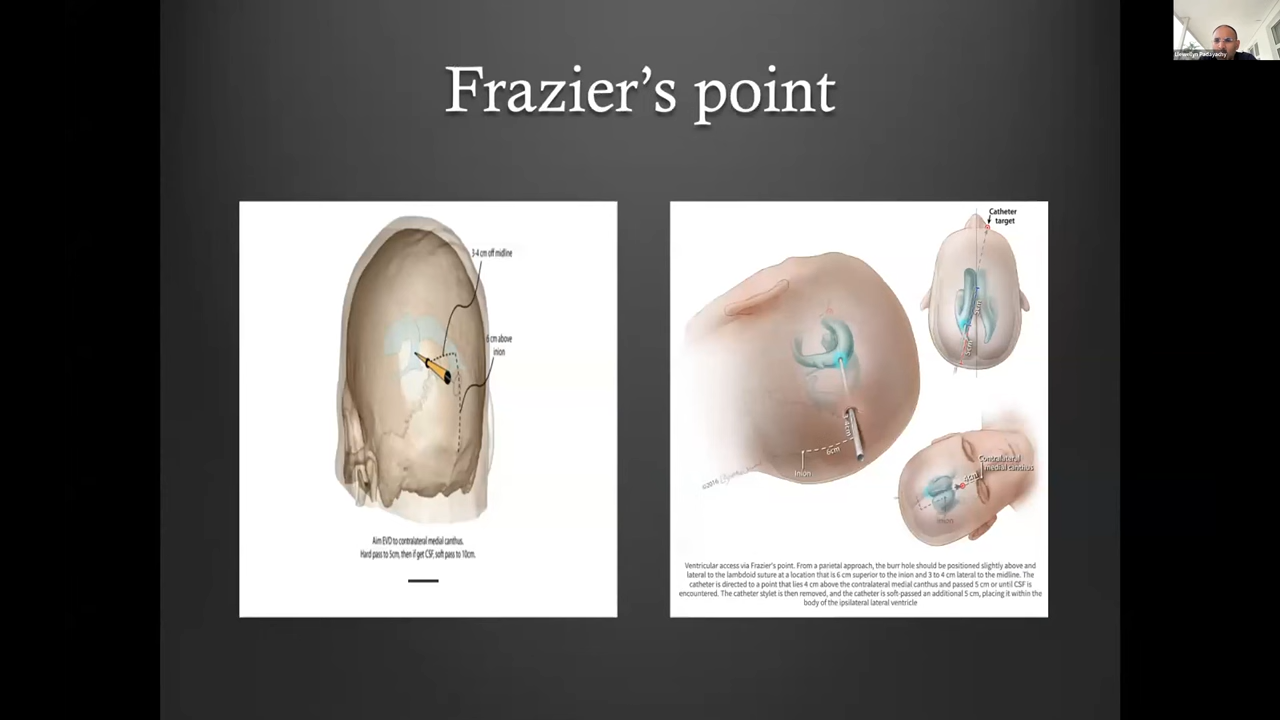 Frazier's point
3-4 cm off midline
6 cm above
inion
Aim EVD to contralateral medial canthus.
Hard pass to 5cm, then if get CSF, soft pass to 10cm.
Catheter
target
5cm
5cm
4cm
6cm
inion
©2016
Contralateral
medial canthus
4cm
inion
Ventricular access via Frazier's point. From a parietal approach, the burr hole should be positioned slightly above and
lateral to the lambdoid suture at a location that is 6 cm superior to the inion and 3 to 4 cm lateral to the midline. The
catheter is directed to a point that lies 4 cm above the contralateral medial canthus and passed 5 cm or until CSF is
encountered. The catheter stylet is then removed, and the catheter is soft-passed an additional 5 cm, placing it within the
body of the ipsilateral lateral ventricle
Padayachy